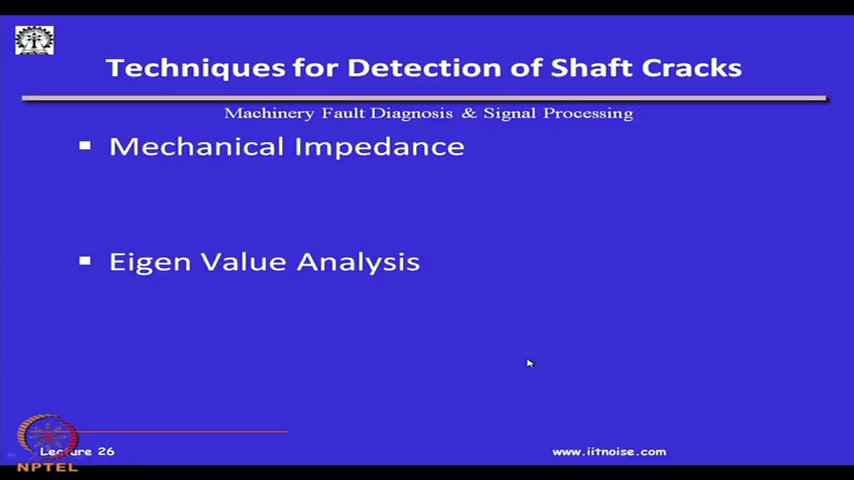 Techniques for Detection of Shaft Cracks
Machinery Fault Diagnosis & Signal Processing
Mechanical Impedance
Eigen Value Analysis
Lecture 26
www.iitnoise.com
NPTEL